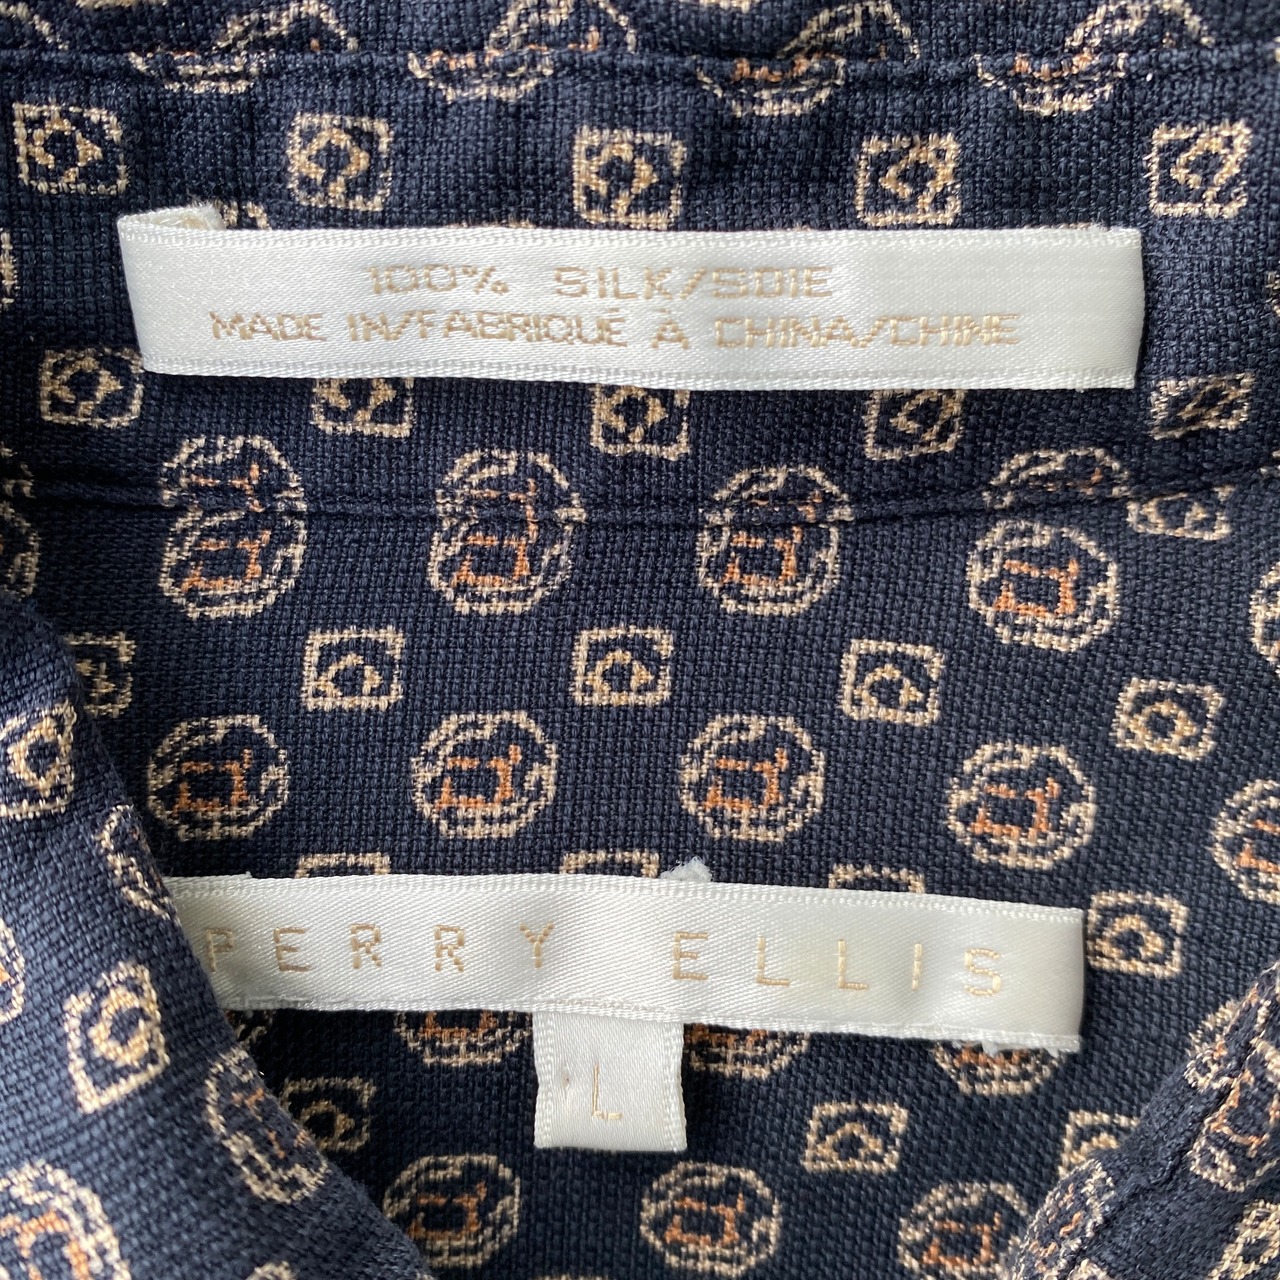 100% SILK/SOIE
MADE IN/FABRIQUÉ À CHINA/CHINE
PERRY ELLIS
L